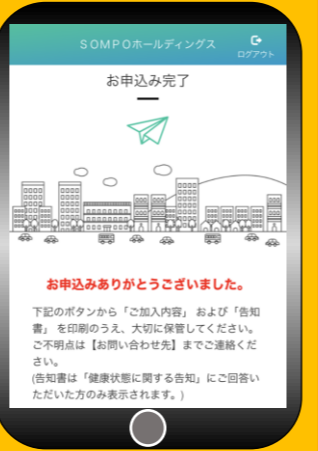 SOMPOホールディングス
ログアウト
お申込み完了
お申込みありがとうございました。
下記のボタンから「ご加入内容」 および「告知
書」 を印刷のうえ、大切に保管してください。
ご不明点は【お問い合わせ先】までご連絡くだ
さい。
(告知書は「健康状態に関する告知」にご回答い
ただいた方のみ表示されます。)